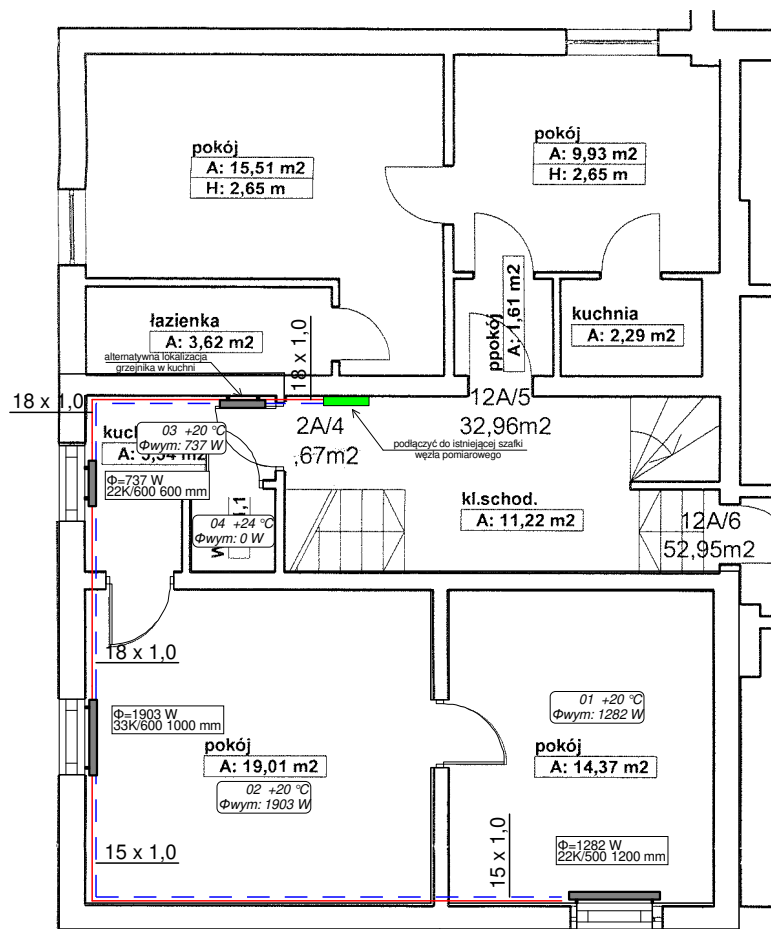 pokój
A: 15,51 m2
H: 2,65 m
pokój
A: 9,93 m2
H: 2,65 m
łazienka
A: 3,62 m2
alternatywna lokalizacja
grzejnika w kuchni
18 x 1,0
ppokój
A: 1,61 m2
kuchnia
A: 2,29 m2
18 x 1,0
12A/5
32,96m2
2A/4
,67m2
podłączyć do istniejącej szafki
węzła pomiarowego
kuch
03 +20 °C
Φwym: 737 W
Φ=737 W
22K/600 600 mm
04 +24 °C
Φwym: 0 W
kl.schod.
A: 11,22 m2
12A/6
52,95m2
18 x 1,0
Φ=1903 W
33K/600 1000 mm
pokój
A: 19,01 m2
02 +20 °C
Φwym: 1903 W
01 +20 °C
Φwym: 1282 W
pokój
A: 14,37 m2
15 x 1,0
15 x 1,0
Φ=1282 W
22K/500 1200 mm